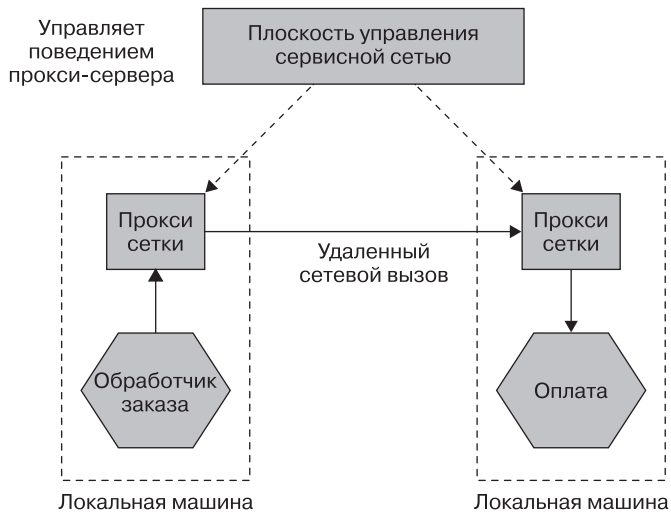 Управляет
поведением
прокси-сервера
Плоскость управления
сервисной сетью
Прокси
сетки
Удаленный
сетевой вызов
Прокси
сетки
Обработчик
заказа
Оплата
Локальная машина
Локальная машина